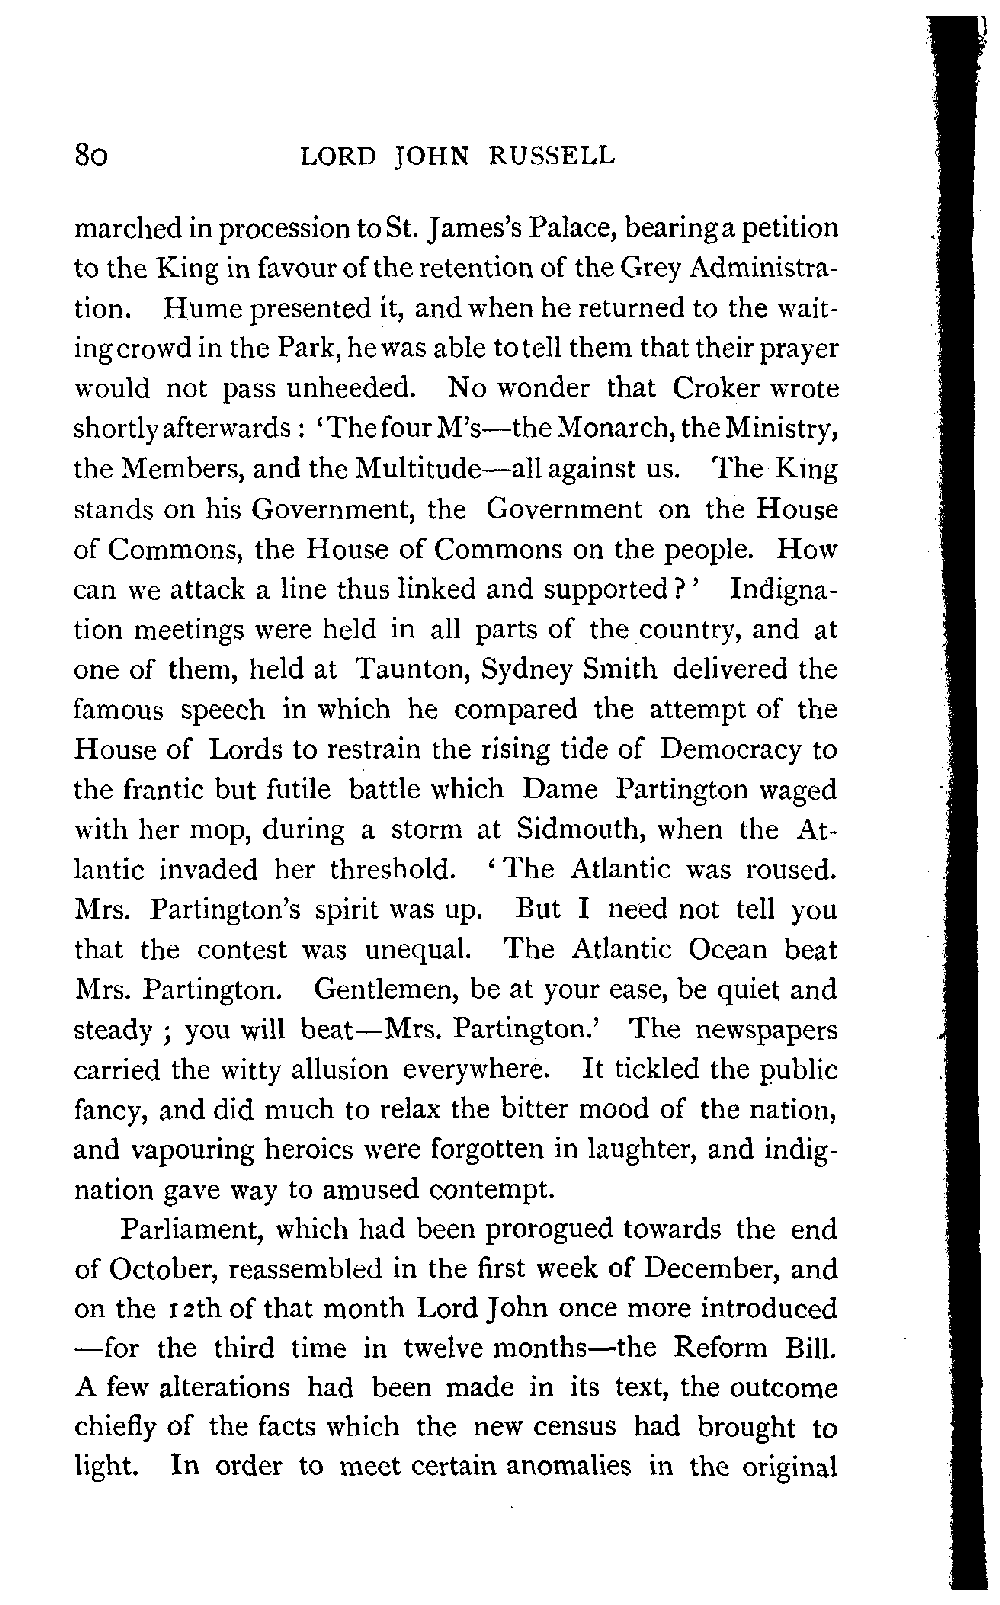 80 LORD JOHN RUSSELL
marched in procession to St. James's Palace, bearing a petition
to the King in favour of the retention of the Grey Administra-
tion. Hume presented it, and when he returned to the wait-
ing crowd in the Park, he was able to tell them that their prayer
would not pass unheeded. No wonder that Croker wrote
shortly afterwards : 'The four M's—the Monarch, the Ministry,
the Members, and the Multitude—all against us. The King
stands on his Government, the Government on the House
of Commons, the House of Commons on the people. How
can we attack a line thus linked and supported ? ' Indigna-
tion meetings were held in all parts of the country, and at
one of them, held at Taunton, Sydney Smith delivered the
famous speech in which he compared the attempt of the
House of Lords to restrain the rising tide of Democracy to
the frantic but futile battle which Dame Partington waged
with her mop, during a storm at Sidmouth, when the At-
lantic invaded her threshold. ' The Atlantic was roused.
Mrs. Partington's spirit was up. But I need not tell you
that the contest was unequal. The Atlantic Ocean beat
Mrs. Partington. Gentlemen, be at your ease, be quiet and
steady ; you will beat—Mrs. Partington.' The newspapers
carried the witty allusion everywhere. It tickled the public
fancy, and did much to relax the bitter mood of the nation,
and vapouring heroics were forgotten in laughter, and indig-
nation gave way to amused contempt.
Parliament, which had been prorogued towards the end
of October, reassembled in the first week of December, and
on the 12th of that month Lord John once more introduced
—for the third time in twelve months—the Reform Bill.
A few alterations had been made in its text, the outcome
chiefly of the facts which the new census had brought to
light. In order to meet certain anomalies in the original